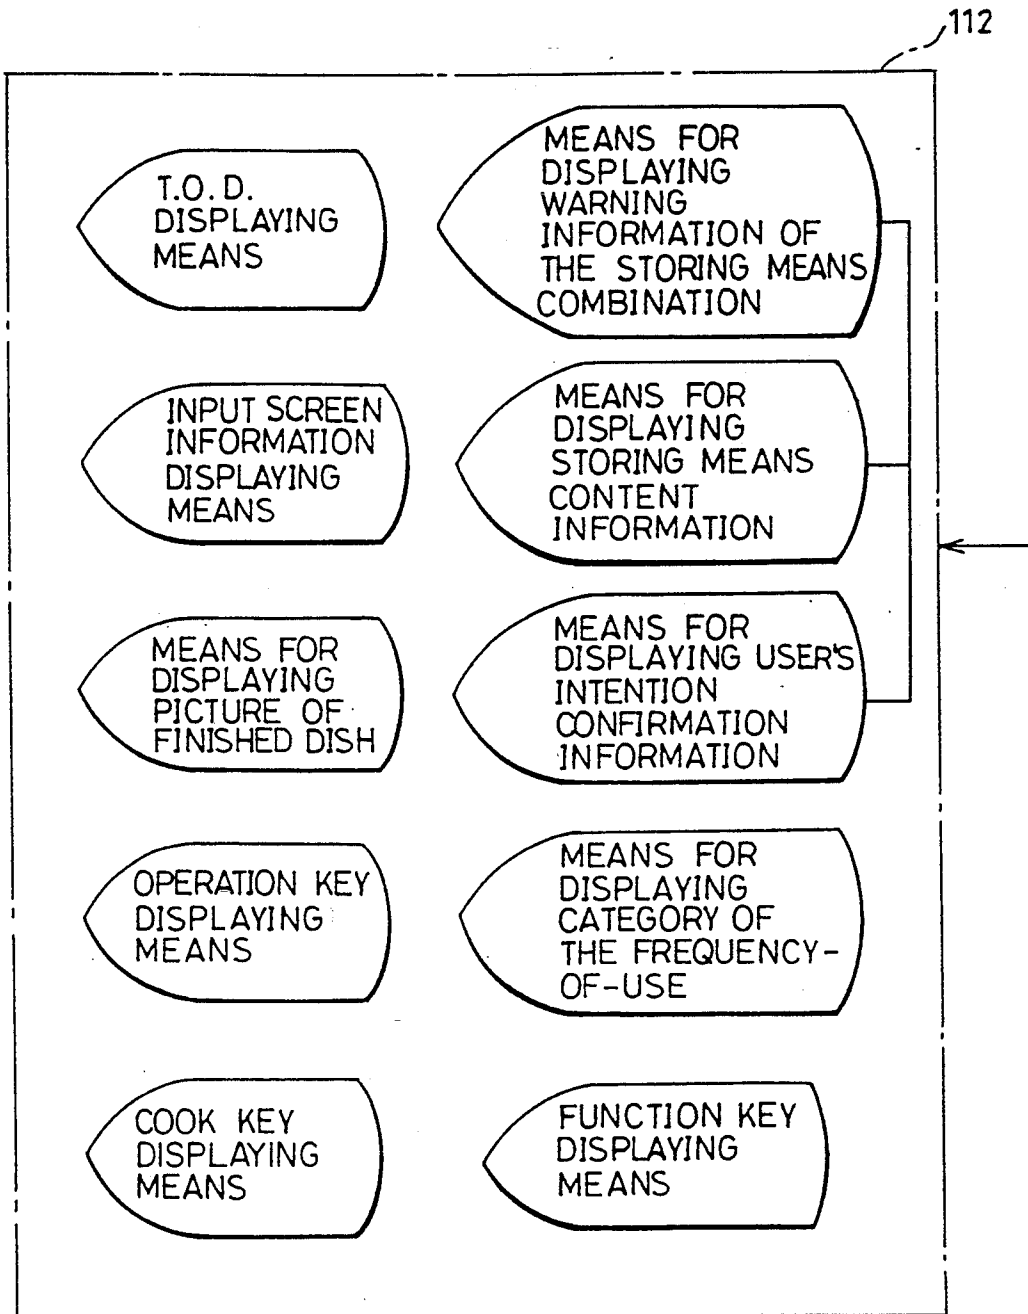 112
T.O.D.
DISPLAYING
MEANS
MEANS FOR
DISPLAYING
WARNING
INFORMATION OF
THE STORING MEANS
COMBINATION
INPUT SCREEN
INFORMATION
DISPLAYING
MEANS
MEANS FOR
DISPLAYING
STORING MEANS
CONTENT
INFORMATION
MEANS FOR
DISPLAYING
PICTURE OF
FINISHED DISH
MEANS FOR
DISPLAYING USER'S
INTENTION
CONFIRMATION
INFORMATION
OPERATION KEY
DISPLAYING
MEANS
MEANS FOR
DISPLAYING
CATEGORY OF
THE FREQUENCY-
OF-USE
COOK KEY
DISPLAYING
MEANS
FUNCTION KEY
DISPLAYING
MEANS